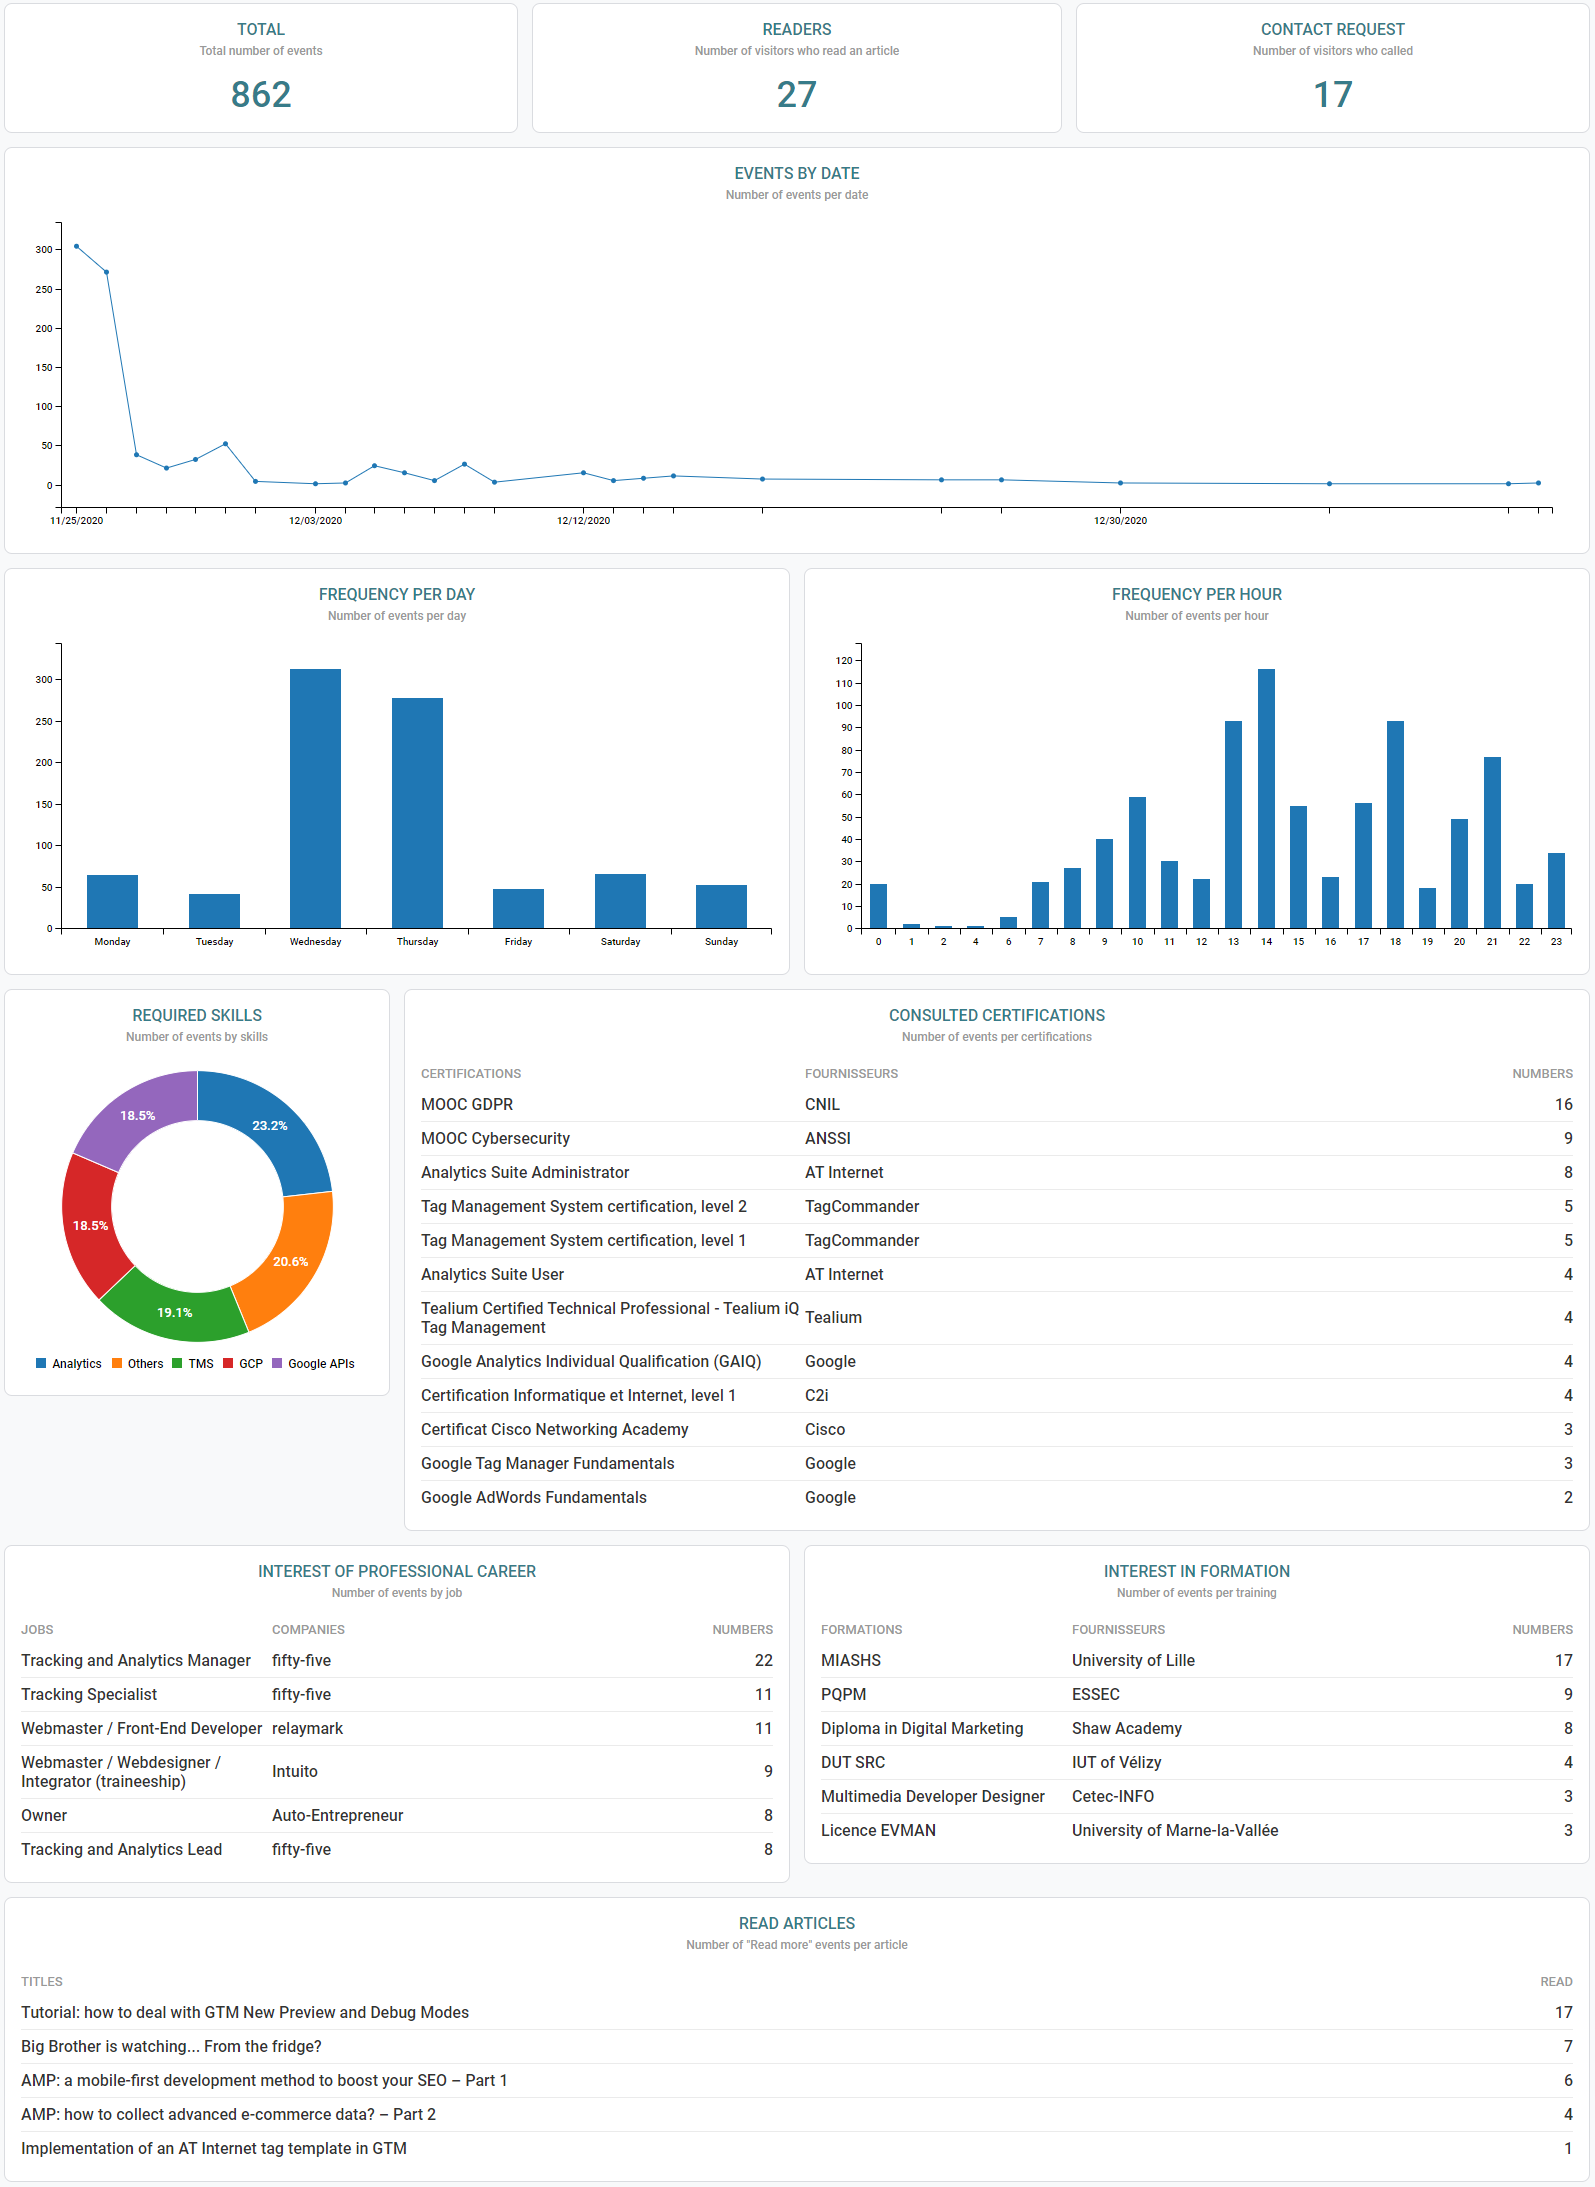 TOTAL
Total number of events
862
READERS
Number of visitors who read an article
27
CONTACT REQUEST
Number of visitors who called
17
EVENTS BY DATE
Number of events per date
300
250
200
150
100
50
0
11/25/2020 12/03/2020 12/12/2020 12/30/2020
FREQUENCY PER DAY
Number of events per day
300
250
200
150
100
50
0
Monday Tuesday Wednesday Thursday Friday Saturday Sunday
FREQUENCY PER HOUR
Number of events per hour
120
110
100
90
80
70
60
50
40
30
20
10
0
0 1 2 4 6 7 8 9 10 11 12 13 14 15 16 17 18 19 20 21 22 23
REQUIRED SKILLS
Number of events by skills
18.5%
23.2%
18.5%
20.6%
19.1%
Analytics Others TMS GCP Google APIs
CONSULTED CERTIFICATIONS
Number of events per certifications
CERTIFICATIONS FOURNISSEURS NUMBERS
MOOC GDPR CNIL 16
MOOC Cybersecurity ANSSI 9
Analytics Suite Administrator AT Internet 8
Tag Management System certification, level 2 TagCommander 5
Tag Management System certification, level 1 TagCommander 5
Analytics Suite User AT Internet 4
Tealium Certified Technical Professional - Tealium iQ
Tag Management Tealium 4
Google Analytics Individual Qualification (GAIQ) Google 4
Certification Informatique et Internet, level 1 C2i 4
Certificat Cisco Networking Academy Cisco 3
Google Tag Manager Fundamentals Google 3
Google AdWords Fundamentals Google 2
INTEREST OF PROFESSIONAL CAREER
Number of events by job
JOBS COMPANIES NUMBERS
Tracking and Analytics Manager fifty-five 22
Tracking Specialist fifty-five 11
Webmaster / Front-End Developer relaymark 11
Webmaster / Webdesigner /
Integrator (traineeship) Intuito 9
Owner Auto-Entrepreneur 8
Tracking and Analytics Lead fifty-five 8
INTEREST IN FORMATION
Number of events per training
FORMATIONS FOURNISSEURS NUMBERS
MIASHS University of Lille 17
PQPM ESSEC 9
Diploma in Digital Marketing Shaw Academy 8
DUT SRC IUT of Vélizy 4
Multimedia Developer Designer Cetec-INFO 3
Licence EVMAN University of Marne-la-Vallée 3
READ ARTICLES
Number of "Read more" events per article
TITLES READ
Tutorial: how to deal with GTM New Preview and Debug Modes 17
Big Brother is watching... From the fridge? 7
AMP: a mobile-first development method to boost your SEO – Part 1 6
AMP: how to collect advanced e-commerce data? – Part 2 4
Implementation of an AT Internet tag template in GTM 1